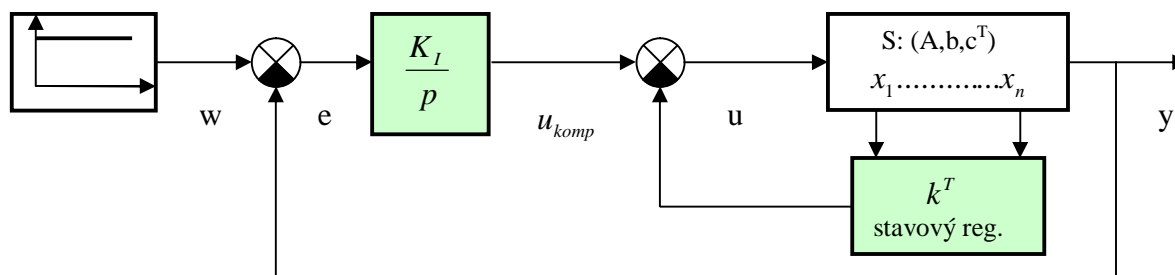 w
e
K_I
p
u_komp
u
S: (A,b,c^T)
x_1.............x_n
k^T
stavový reg.
y